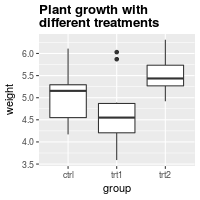 Plant growth with
different treatments
weight
6.0
5.5
5.0
4.5
4.0
3.5
ctrl trt1 trt2
group